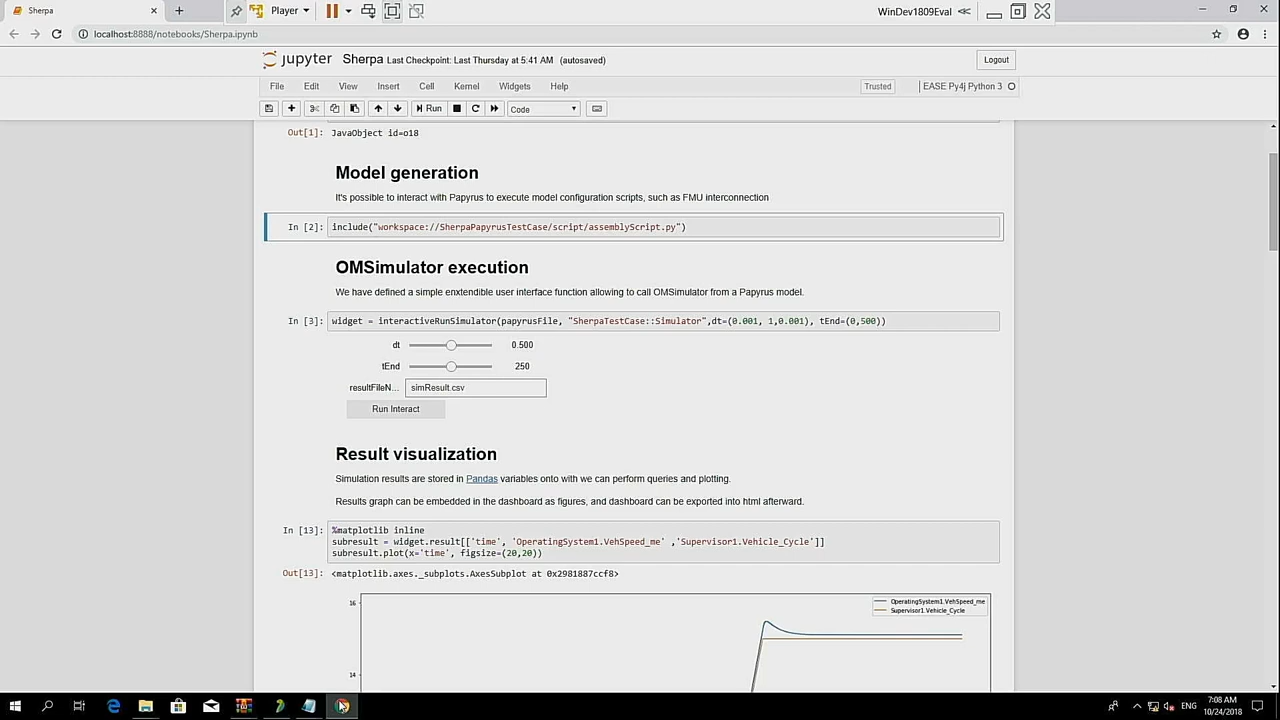 Sherpa
Player
WinDev1809Eval
localhost:8888/notebooks/Sherpa.ipynb
jupyter Sherpa Last Checkpoint: Last Thursday at 5:41 AM (autosaved)
Logout
File Edit View Insert Cell Kernel Widgets Help
Trusted
EASE Py4j Python 3
Run
Code
Out[1]: JavaObject id=o18
Model generation
It's possible to interact with Papyrus to execute model configuration scripts, such as FMU interconnection
In [2]: include("workspace://SherpaPapyrusTestCase/script/assemblyScript.py")
OMSimulator execution
We have defined a simple enxtendible user interface function allowing to call OMSimulator from a Papyrus model.
In [3]: widget = interactiveRunSimulator(papyrusFile, "SherpaTestCase::Simulator",dt=(0.001, 1,0.001), tEnd=(0,500))
dt 0.500
tEnd 250
resultFileN... simResult.csv
Run Interact
Result visualization
Simulation results are stored in Pandas variables onto with we can perform queries and plotting.
Results graph can be embedded in the dashboard as figures, and dashboard can be exported into html afterward.
In [13]: %matplotlib inline
subresult = widget.result[['time', 'OperatingSystem1.VehSpeed_me' ,'Supervisor1.Vehicle_Cycle']]
subresult.plot(x='time', figsize=(20,20))
Out[13]: <matplotlib.axes._subplots.AxesSubplot at 0x2981887ccf8>
16
OperatingSystem1.VehSpeed_me
Supervisor1.Vehicle_Cycle
14
ENG
7:08 AM
10/24/2018